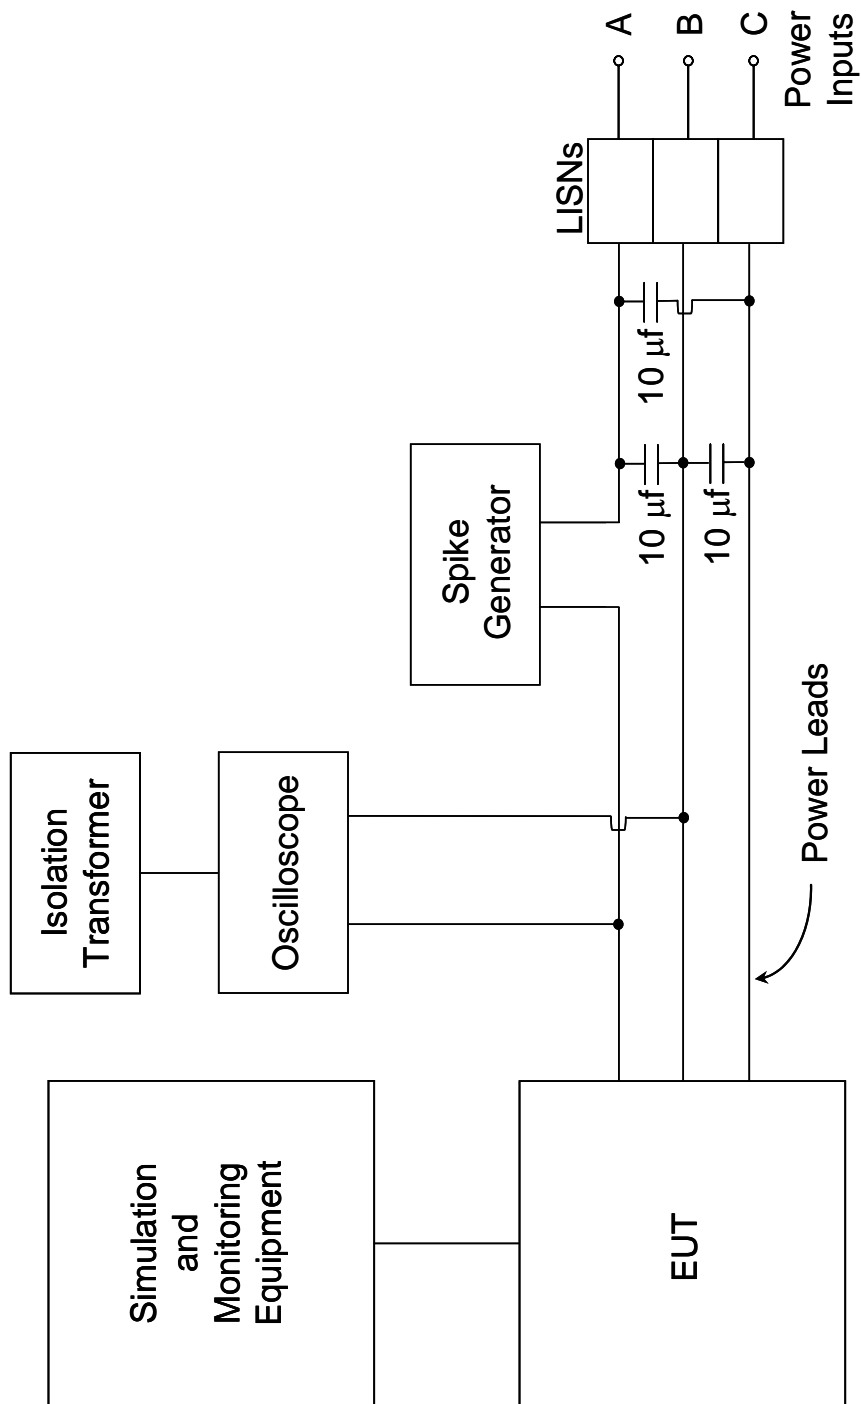 Simulation
and
Monitoring
Equipment
Isolation
Transformer
Oscilloscope
Spike
Generator
EUT
Power Leads
10 μf
10 μf
10 μf
LISNs
A
B
C
Power
Inputs